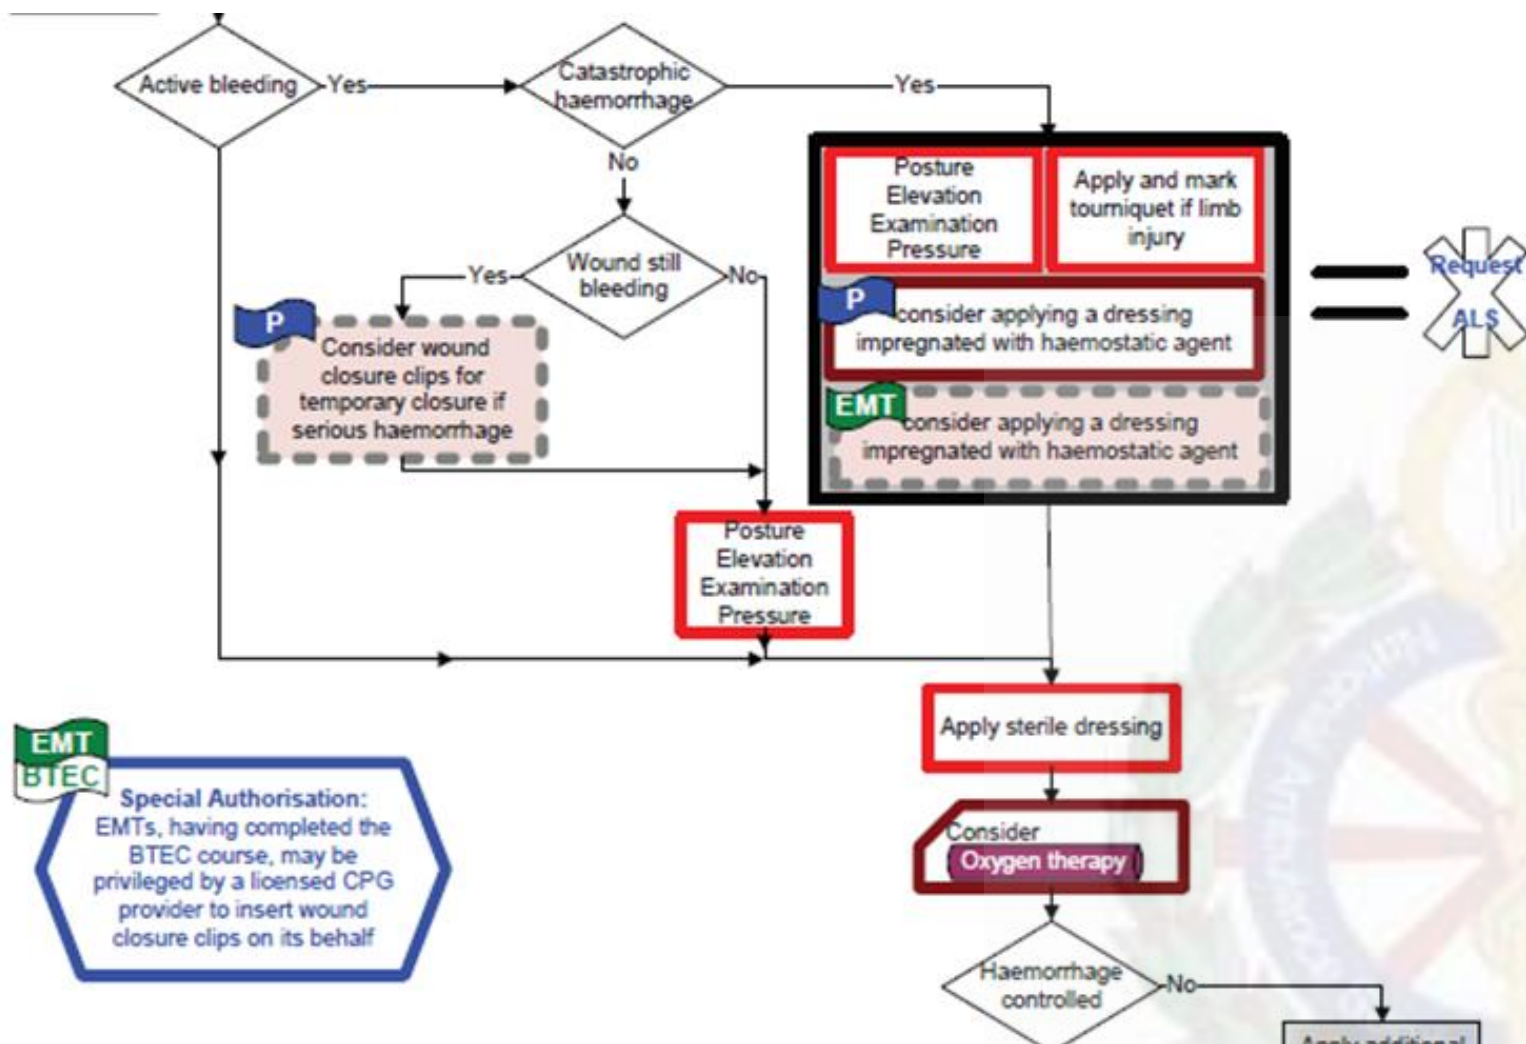 Active bleeding
Yes
Catastrophic
haemorrhage
Yes
No
Posture
Elevation
Examination
Pressure
Apply and mark
tourniquet if limb
injury
Request
ALS
Wound still
bleeding
Yes
No
P
Consider wound
closure clips for
temporary closure if
serious haemorrhage
P
consider applying a dressing
impregnated with haemostatic agent
EMT
consider applying a dressing
impregnated with haemostatic agent
Posture
Elevation
Examination
Pressure
Apply sterile dressing
EMT
BTEC
Special Authorisation:
EMTs, having completed the
BTEC course, may be
privileged by a licensed CPG
provider to insert wound
closure clips on its behalf
Consider
Oxygen therapy
Haemorrhage
controlled
No
Apply additional